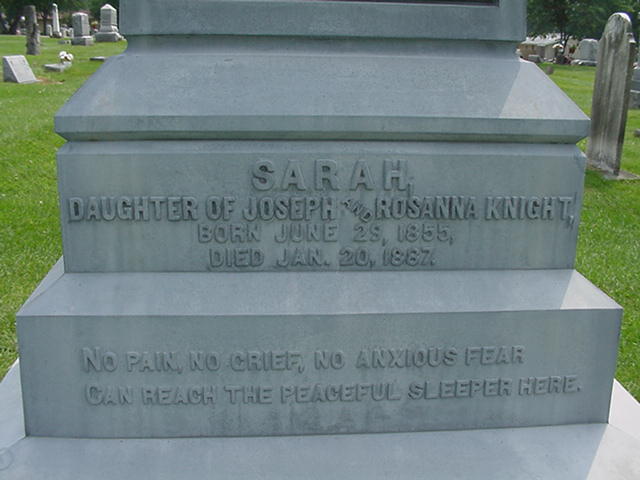 SARAH,
DAUGHTER OF JOSEPH AND ROSANNA KNIGHT,
BORN JUNE 29, 1855,
DIED JAN. 20, 1887.
NO PAIN, NO GRIEF, NO ANXIOUS FEAR
CAN REACH THE PEACEFUL SLEEPER HERE.